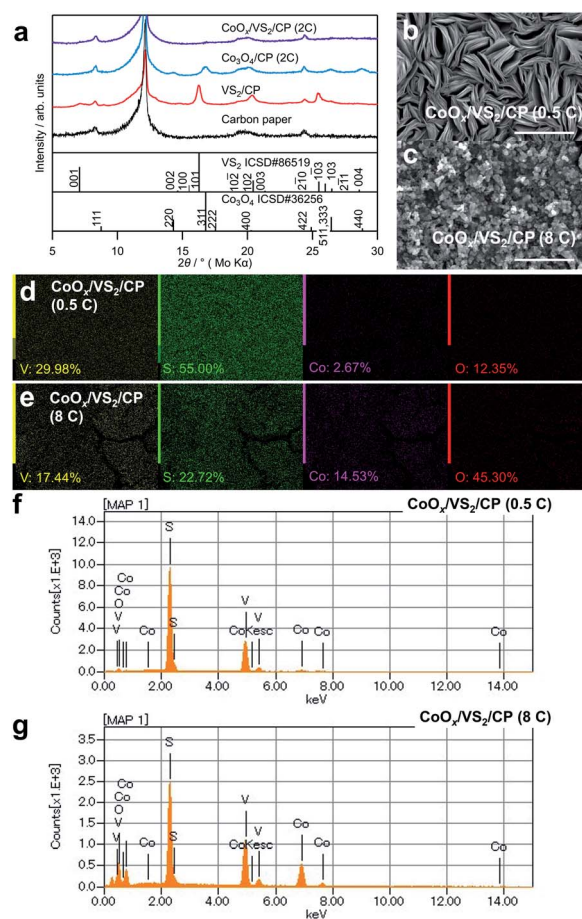 a
Intensity / arb. units
CoOₓ/VS₂/CP (2C)
Co₃O₄/CP (2C)
VS₂/CP
Carbon paper
VS₂ ICSD#86519
001
002
100
101
1̄02
102
003
2̄10
1̄03
103
2̄11
004
Co₃O₄ ICSD#36256
111
220
311
222
400
422
511,333
440
5 10 15 20 25 30
2θ / ° ( Mo Kα)
b
CoOₓ/VS₂/CP (0.5 C)
c
CoOₓ/VS₂/CP (8 C)
d CoOₓ/VS₂/CP
(0.5 C)
V: 29.98% S: 55.00% Co: 2.67% O: 12.35%
e CoOₓ/VS₂/CP
(8 C)
V: 17.44% S: 22.72% Co: 14.53% O: 45.30%
f
[MAP 1] CoOₓ/VS₂/CP (0.5 C)
Counts[x1.E+3]
14.0
12.0
10.0
8.0
6.0
4.0
2.0
0.0
S
Co
Co
O
V
V
Co
S
V
CoKesc
V
Co
Co
Co
0.00 2.00 4.00 6.00 8.00 10.00 12.00 14.00
keV
g
[MAP 1] CoOₓ/VS₂/CP (8 C)
Counts[x1.E+3]
3.5
3.0
2.5
2.0
1.5
1.0
0.5
0.0
S
Co
Co
O
V
V
Co
S
V
CoKesc
V
Co
Co
Co
0.00 2.00 4.00 6.00 8.00 10.00 12.00 14.00
keV